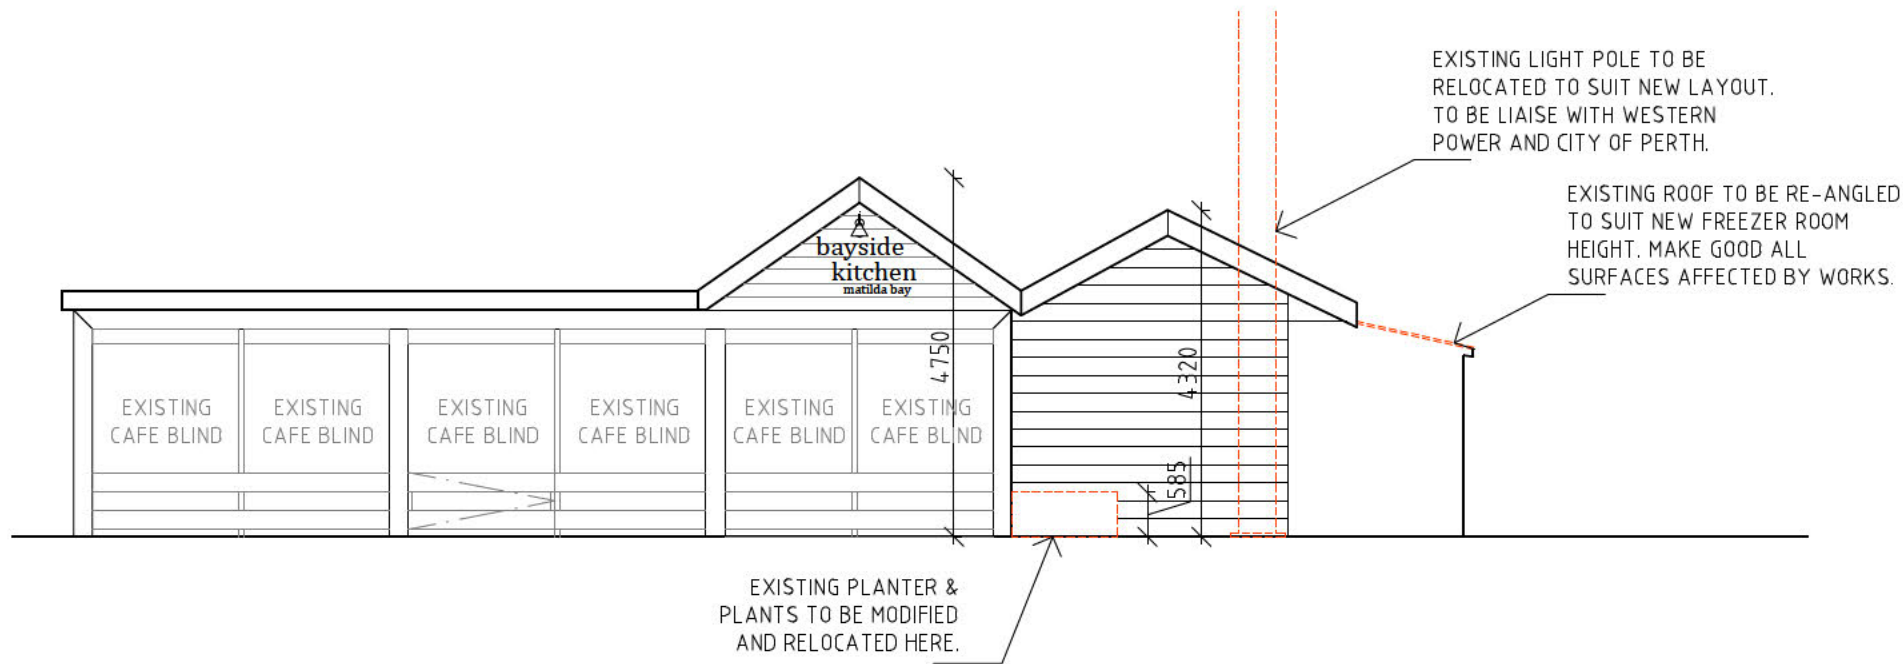 EXISTING LIGHT POLE TO BE
RELOCATED TO SUIT NEW LAYOUT.
TO BE LIAISE WITH WESTERN
POWER AND CITY OF PERTH.
EXISTING ROOF TO BE RE-ANGLED
TO SUIT NEW FREEZER ROOM
HEIGHT. MAKE GOOD ALL
SURFACES AFFECTED BY WORKS.
bayside
kitchen
matilda bay
4750
4320
585
EXISTING
CAFE BLIND
EXISTING
CAFE BLIND
EXISTING
CAFE BLIND
EXISTING
CAFE BLIND
EXISTING
CAFE BLIND
EXISTING
CAFE BLIND
EXISTING PLANTER &
PLANTS TO BE MODIFIED
AND RELOCATED HERE.